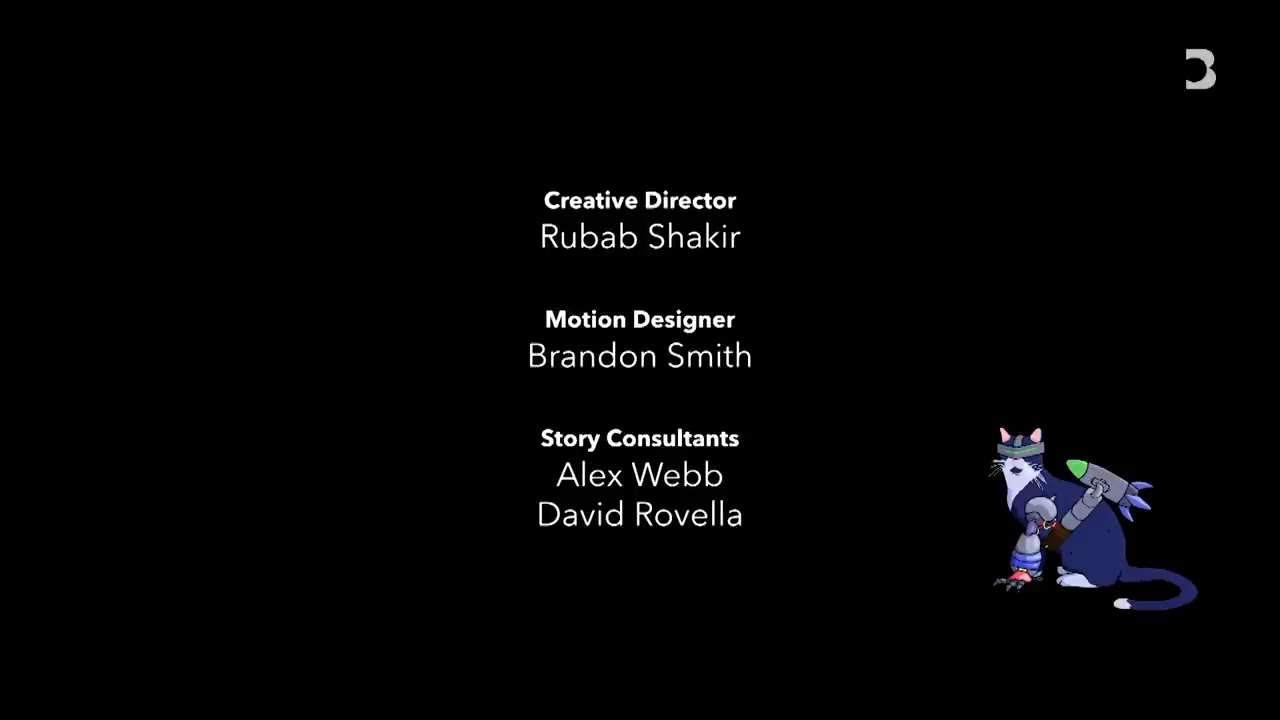 Creative Director
Rubab Shakir
Motion Designer
Brandon Smith
Story Consultants
Alex Webb
David Rovella